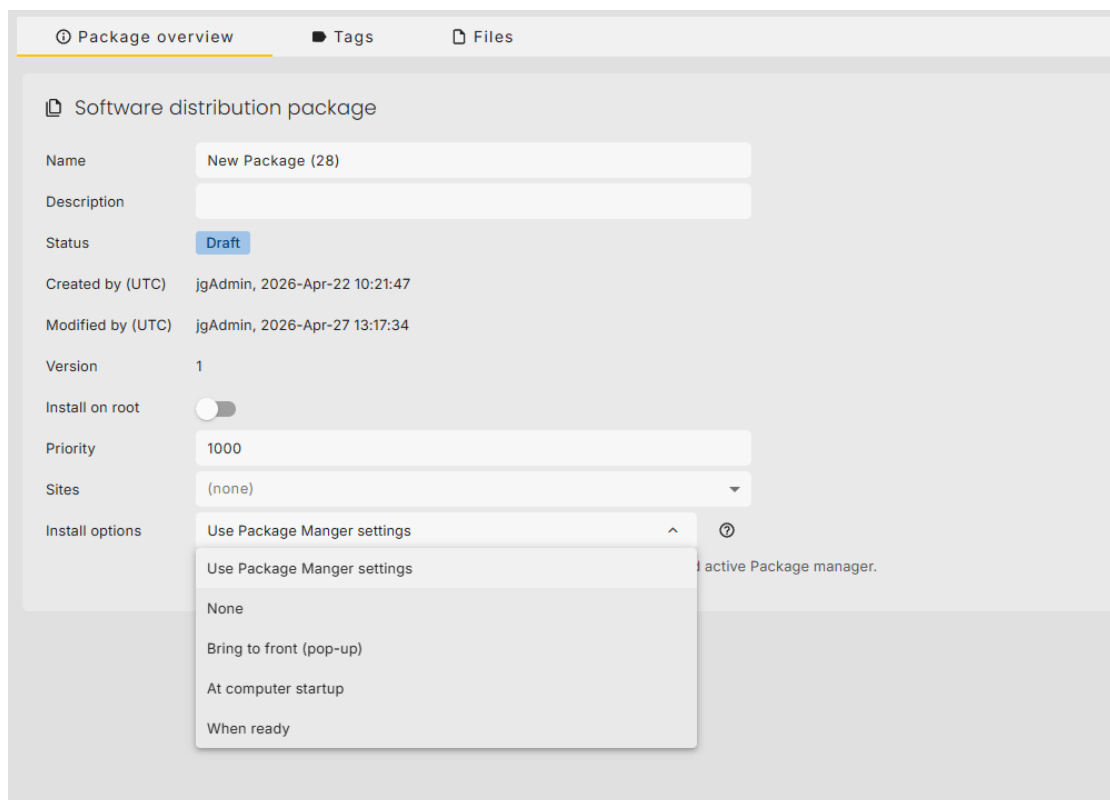 Package overview Tags Files
Software distribution package
Name New Package (28)
Description
Status Draft
Created by (UTC) jgAdmin, 2026-Apr-22 10:21:47
Modified by (UTC) jgAdmin, 2026-Apr-27 13:17:34
Version 1
Install on root
Priority 1000
Sites (none)
Install options Use Package Manger settings
Use Package Manger settings
active Package manager.
None
Bring to front (pop-up)
At computer startup
When ready